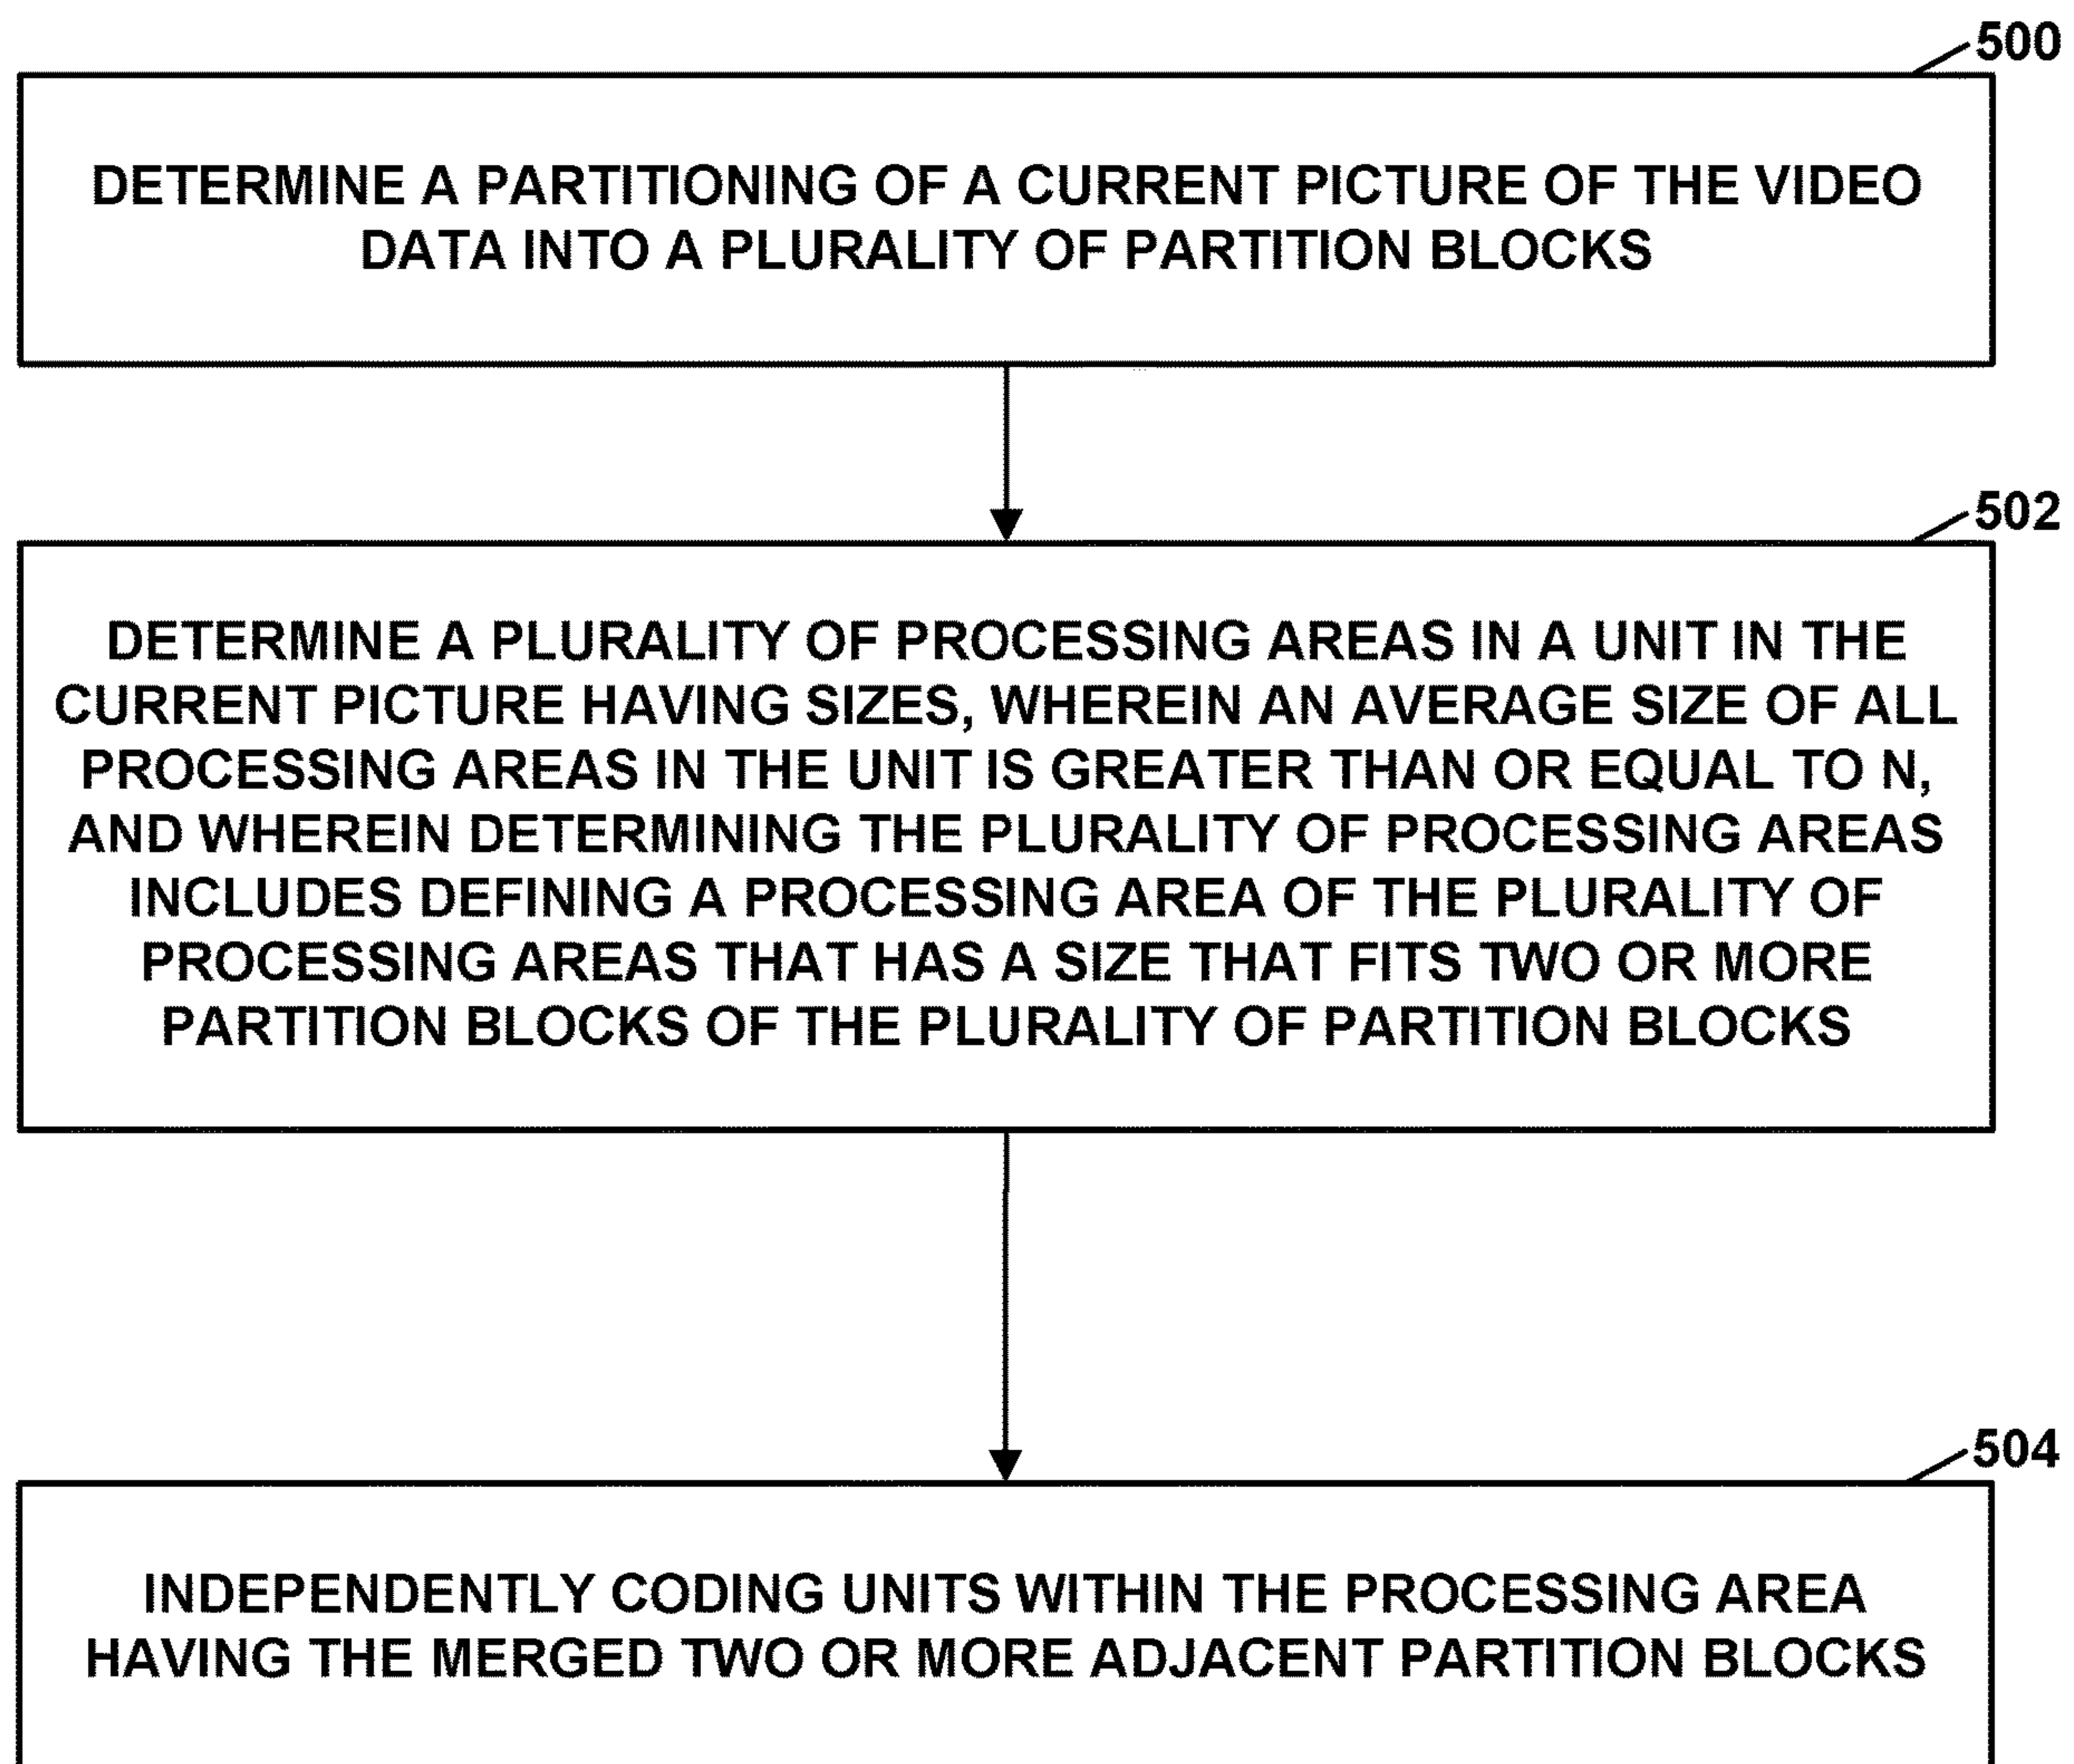 500
DETERMINE A PARTITIONING OF A CURRENT PICTURE OF THE VIDEO
DATA INTO A PLURALITY OF PARTITION BLOCKS
502
DETERMINE A PLURALITY OF PROCESSING AREAS IN A UNIT IN THE
CURRENT PICTURE HAVING SIZES, WHEREIN AN AVERAGE SIZE OF ALL
PROCESSING AREAS IN THE UNIT IS GREATER THAN OR EQUAL TO N,
AND WHEREIN DETERMINING THE PLURALITY OF PROCESSING AREAS
INCLUDES DEFINING A PROCESSING AREA OF THE PLURALITY OF
PROCESSING AREAS THAT HAS A SIZE THAT FITS TWO OR MORE
PARTITION BLOCKS OF THE PLURALITY OF PARTITION BLOCKS
504
INDEPENDENTLY CODING UNITS WITHIN THE PROCESSING AREA
HAVING THE MERGED TWO OR MORE ADJACENT PARTITION BLOCKS